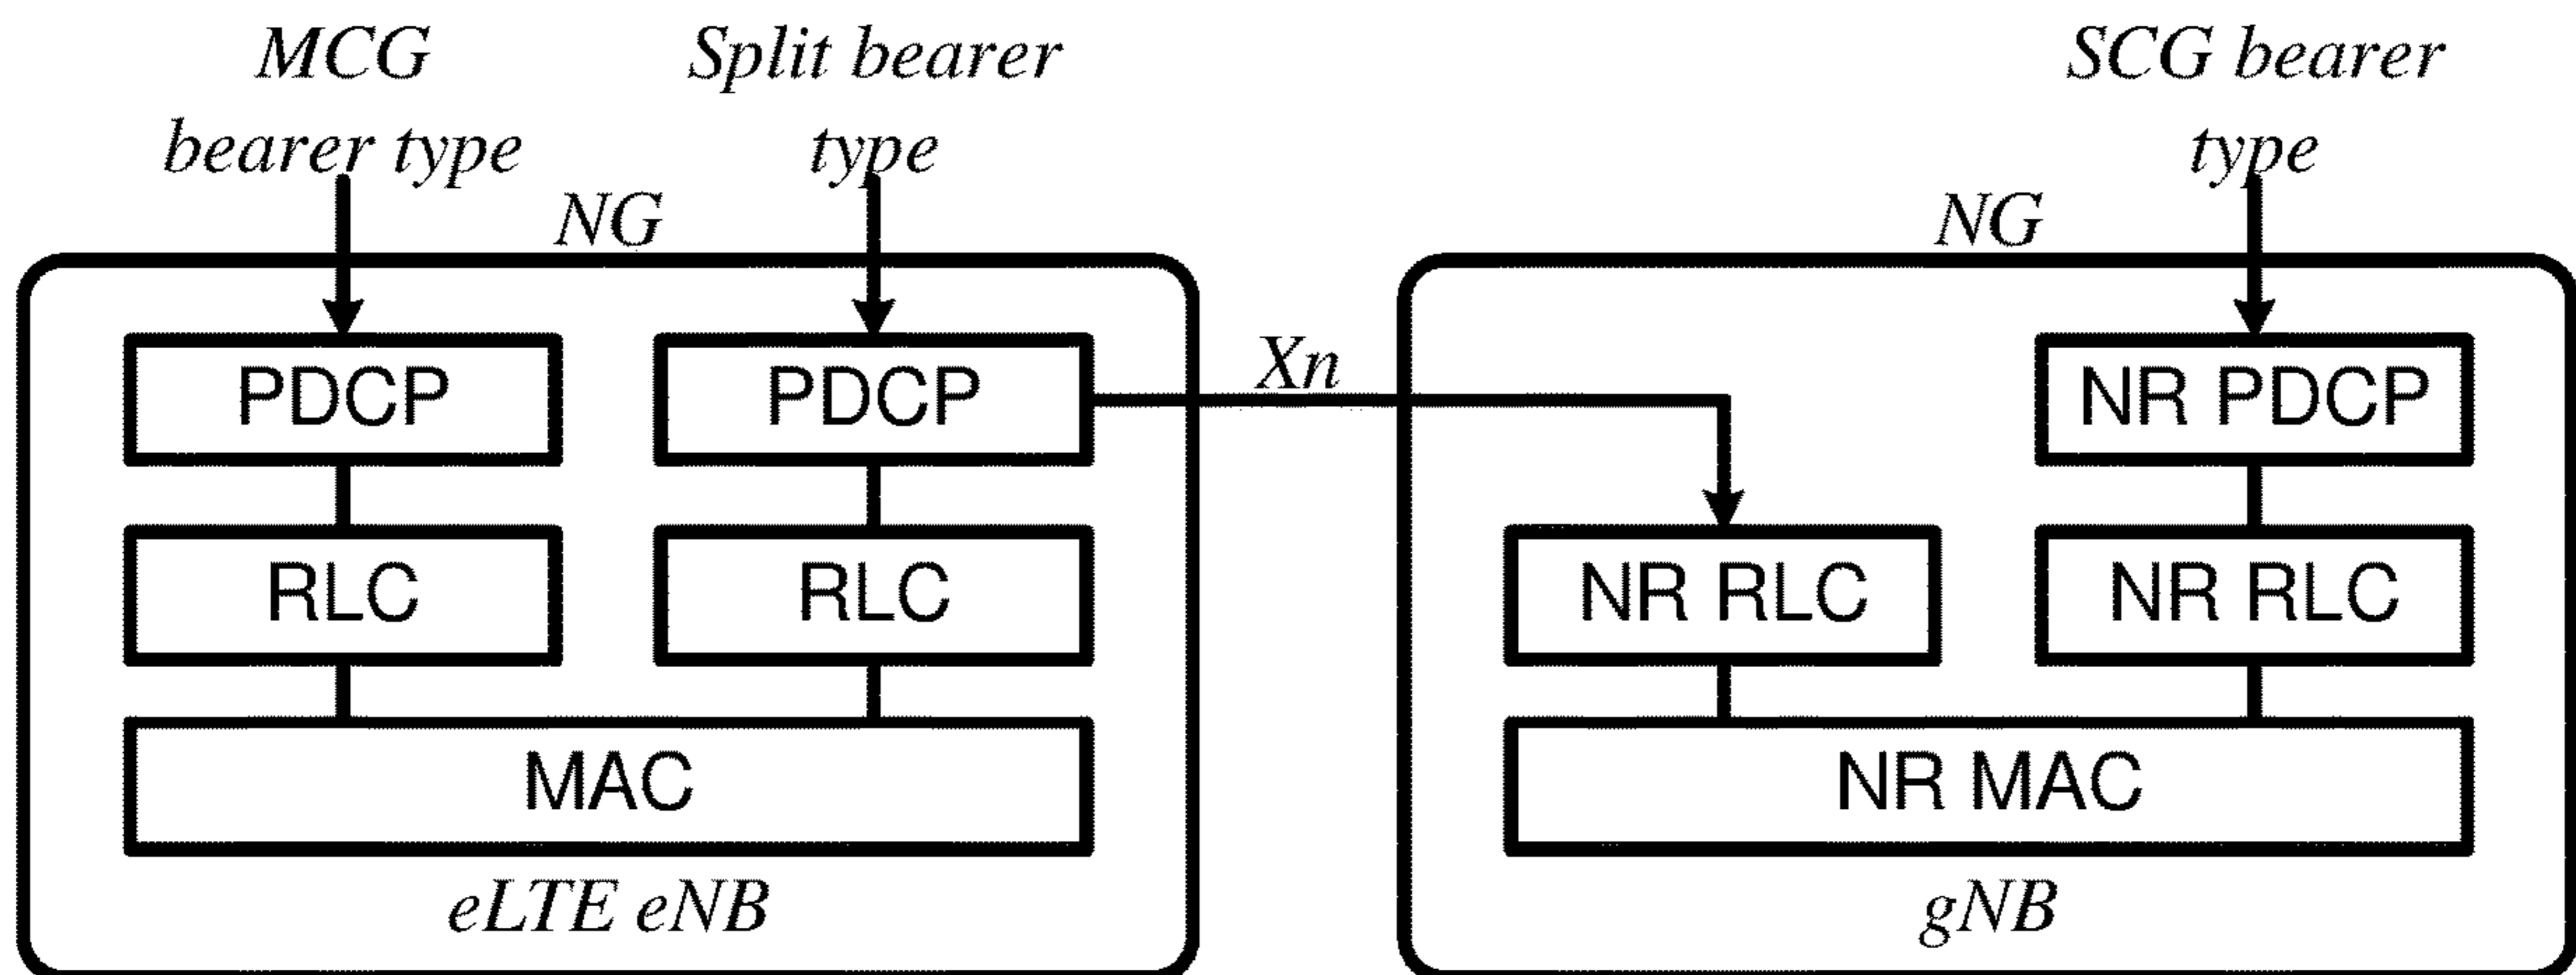 MCG
bearer type
Split bearer
type
SCG bearer
type
NG
NG
Xn
PDCP
PDCP
NR PDCP
RLC
RLC
NR RLC
NR RLC
MAC
NR MAC
eLTE eNB
gNB